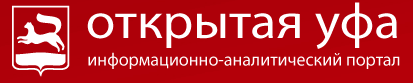 открытая уфа
информационно-аналитический портал